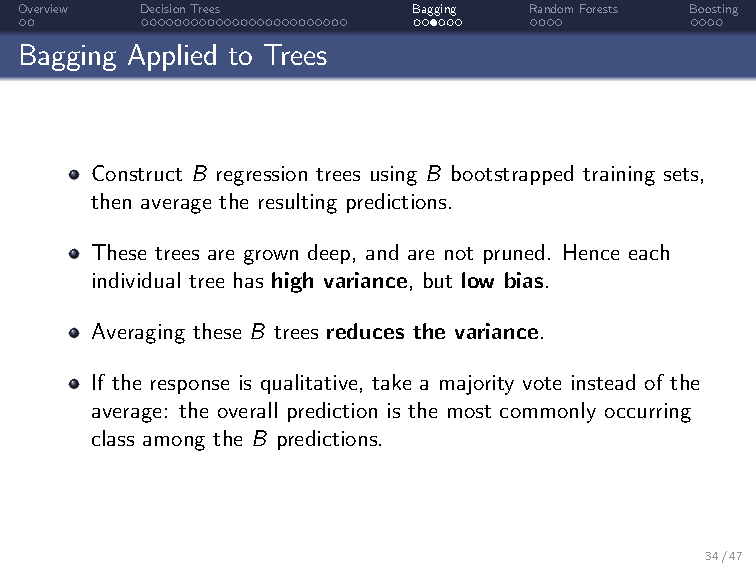 Overview Decision Trees Bagging Random Forests Boosting
Bagging Applied to Trees
Construct B regression trees using B bootstrapped training sets,
then average the resulting predictions.
These trees are grown deep, and are not pruned. Hence each
individual tree has high variance, but low bias.
Averaging these B trees reduces the variance.
If the response is qualitative, take a majority vote instead of the
average: the overall prediction is the most commonly occurring
class among the B predictions.
34 / 47